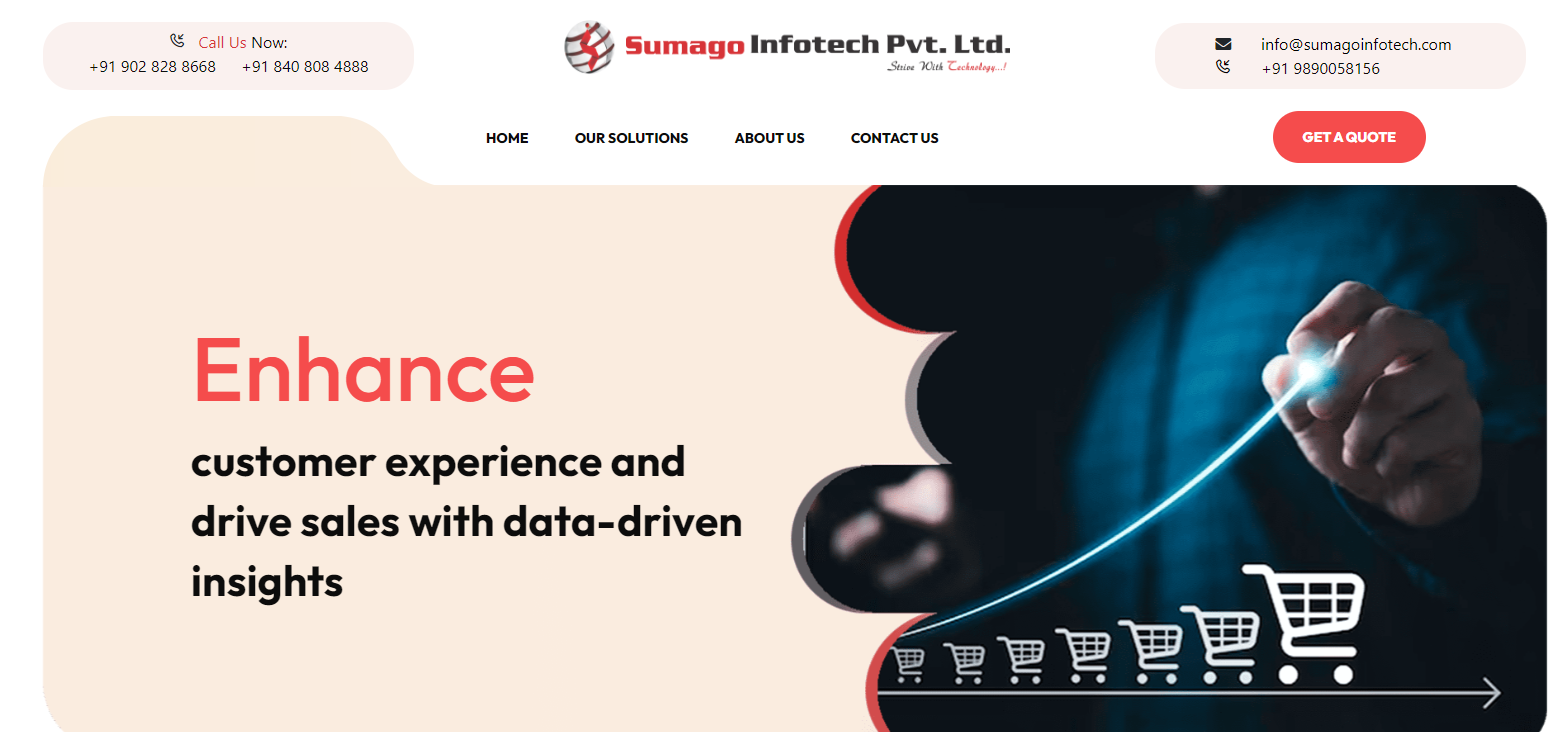 Call Us Now:
+91 902 828 8668 +91 840 808 4888
Sumago Infotech Pvt. Ltd.
Strive With Technology...!
info@sumagoinfotech.com
+91 9890058156
HOME OUR SOLUTIONS ABOUT US CONTACT US
GET A QUOTE
Enhance
customer experience and
drive sales with data-driven
insights